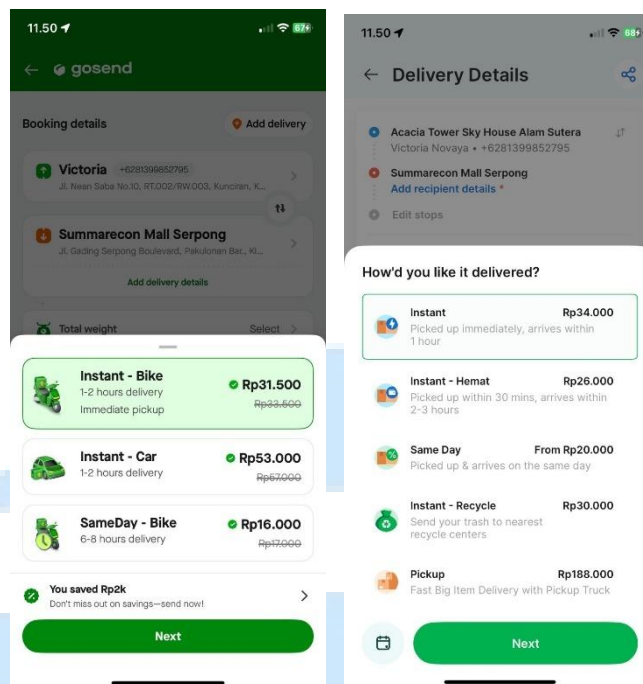 11.50
67
gosend
Booking details
Add delivery
Victoria +6281399852795
Jl. Nean Saba No.10, RT.002/RW.003, Kunciran, K...
Summarecon Mall Serpong
Jl. Gading Serpong Boulevard, Pakulonan Bar., Kl...
Add delivery details
Total weight Select
Instant - Bike
1-2 hours delivery
Immediate pickup
Rp31.500
Rp33.500
Instant - Car
1-2 hours delivery
Rp53.000
Rp67.000
SameDay - Bike
6-8 hours delivery
Rp16.000
Rp17.000
You saved Rp2k
Don't miss out on savings—send now!
Next
11.50
68
Delivery Details
Acacia Tower Sky House Alam Sutera
Victoria Novaya • +6281399852795
Summarecon Mall Serpong
Add recipient details *
Edit stops
How'd you like it delivered?
Instant Rp34.000
Picked up immediately, arrives within
1 hour
Instant - Hemat Rp26.000
Picked up within 30 mins, arrives within
2-3 hours
Same Day From Rp20.000
Picked up & arrives on the same day
Instant - Recycle Rp30.000
Send your trash to nearest
recycle centers
Pickup Rp188.000
Fast Big Item Delivery with Pickup Truck
Next